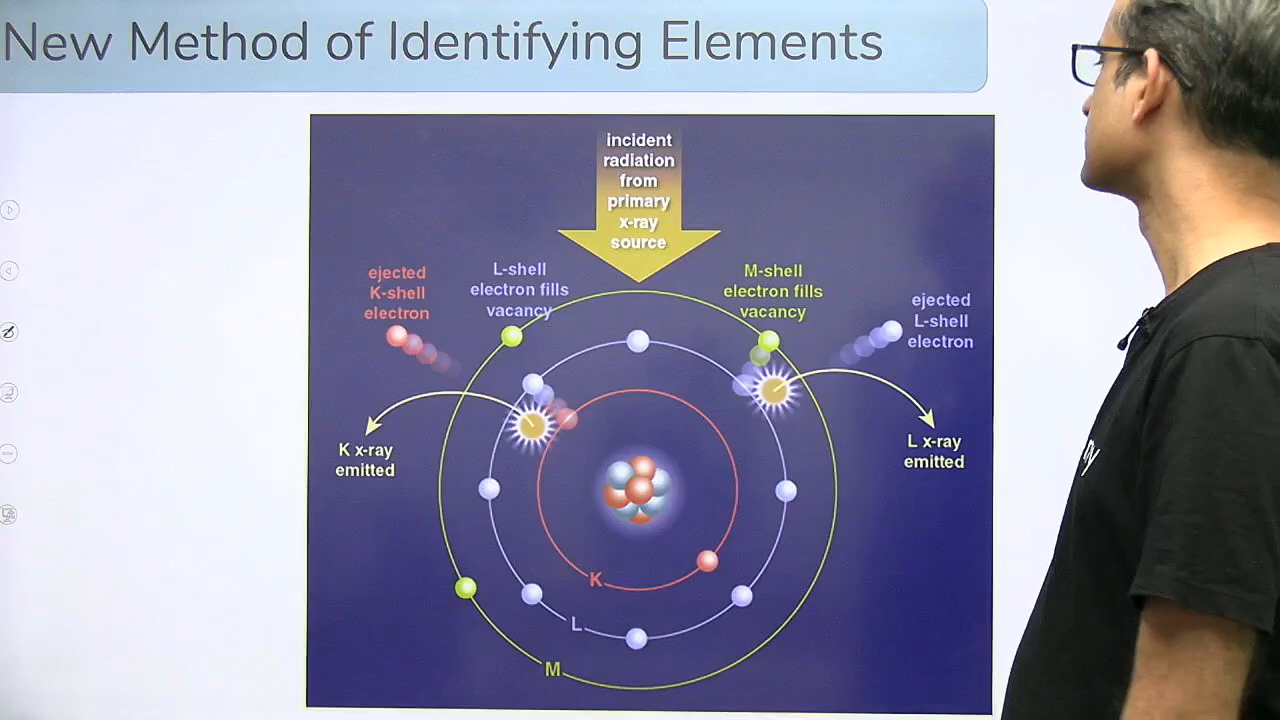 New Method of Identifying Elements
incident
radiation
from
primary
x-ray
source
ejected
K-shell
electron
L-shell
electron fills
vacancy
M-shell
electron fills
vacancy
ejected
L-shell
electron
K x-ray
emitted
L x-ray
emitted
K
L
M